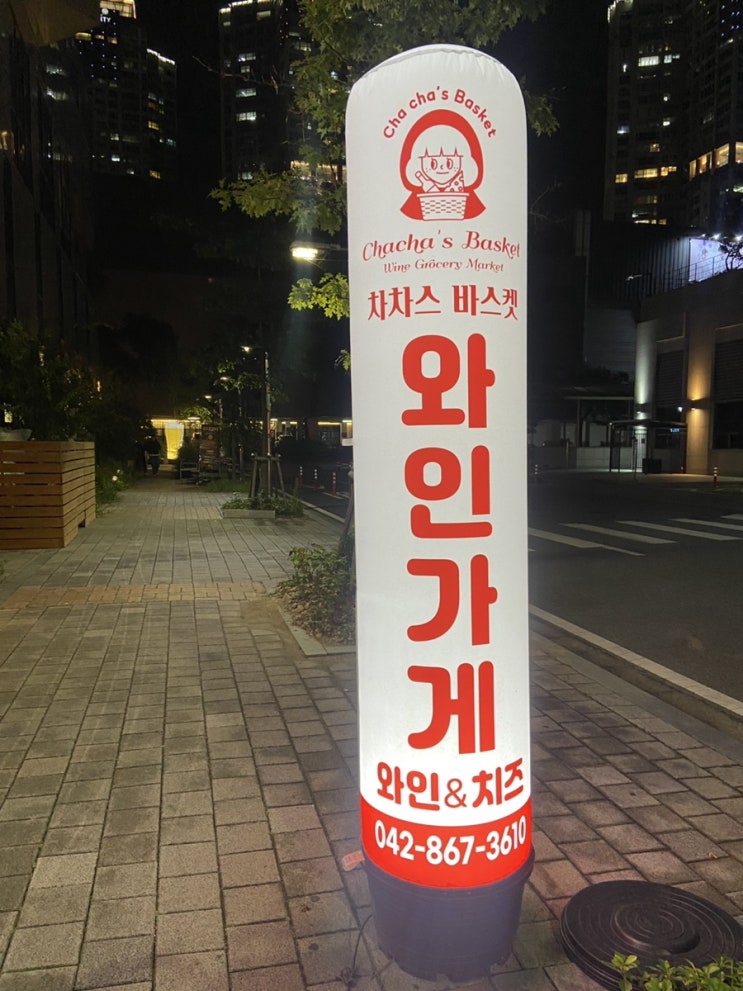 Cha cha's Basket
Chacha's Basket
Wine Grocery Market
차차스 바스켓
와
인
가
게
와인&치즈
042-867-3610